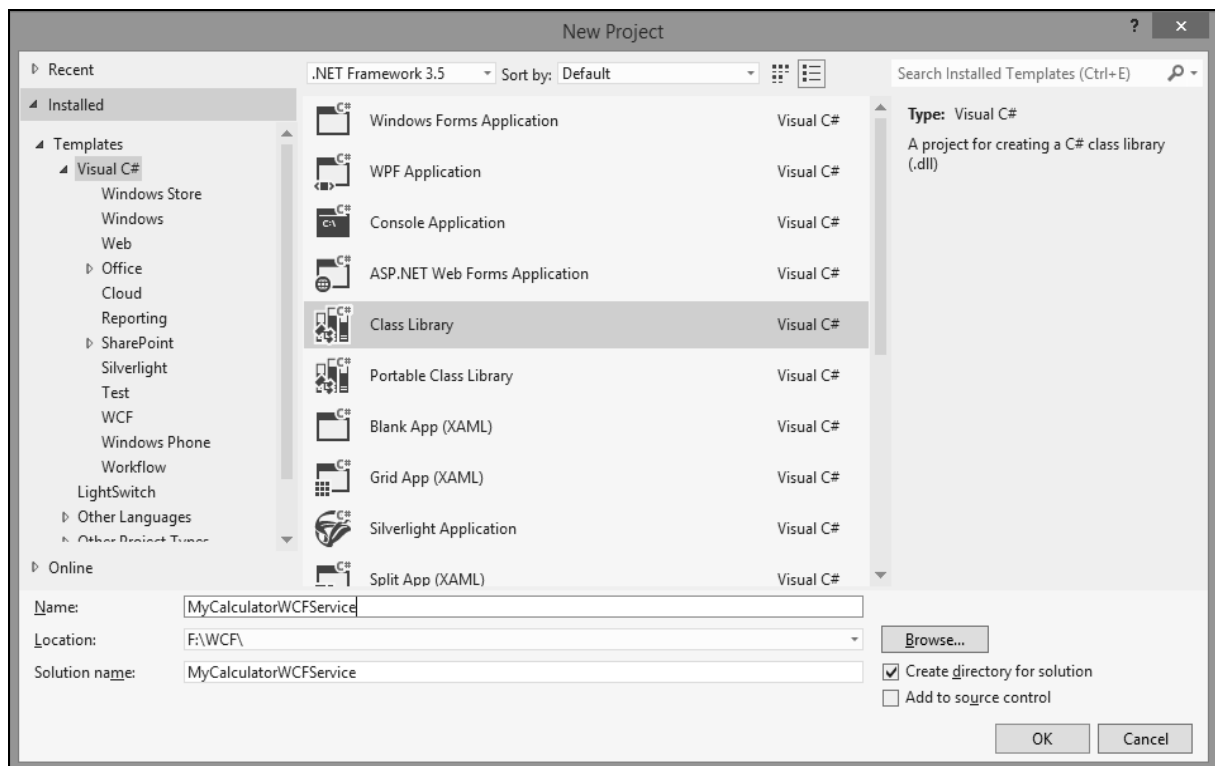 New Project
?
×
Recent
.NET Framework 3.5
Sort by: Default
Search Installed Templates (Ctrl+E)
Installed
Templates
Visual C#
Windows Store
Windows
Web
Office
Cloud
Reporting
SharePoint
Silverlight
Test
WCF
Windows Phone
Workflow
LightSwitch
Other Languages
Other Project Types
Online
C# Windows Forms Application Visual C#
C# WPF Application Visual C#
C# C:\ Console Application Visual C#
C# ASP.NET Web Forms Application Visual C#
C# Class Library Visual C#
C# Portable Class Library Visual C#
C# Blank App (XAML) Visual C#
C# Grid App (XAML) Visual C#
C# Silverlight Application Visual C#
C# Split App (XAML) Visual C#
Type: Visual C#
A project for creating a C# class library
(.dll)
Name: MyCalculatorWCFService
Location: F:\WCF\
Browse...
Solution name: MyCalculatorWCFService
Create directory for solution
Add to source control
OK
Cancel